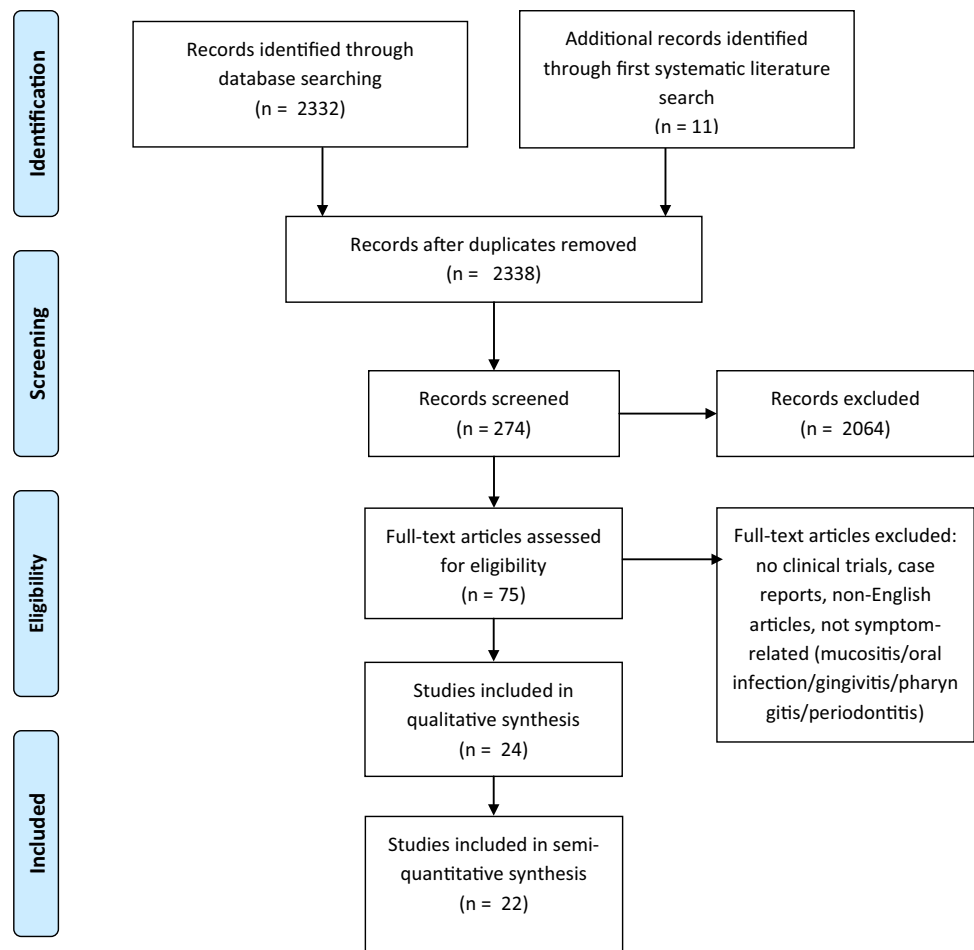 Identification
Records identified through
database searching
(n = 2332)
Additional records identified
through first systematic literature
search
(n = 11)
Screening
Records after duplicates removed
(n = 2338)
Records screened
(n = 274)
Records excluded
(n = 2064)
Eligibility
Full-text articles assessed
for eligibility
(n = 75)
Full-text articles excluded:
no clinical trials, case
reports, non-English
articles, not symptom-
related (mucositis/oral
infection/gingivitis/pharyn
gitis/periodontitis)
Included
Studies included in
qualitative synthesis
(n = 24)
Studies included in semi-
quantitative synthesis
(n = 22)